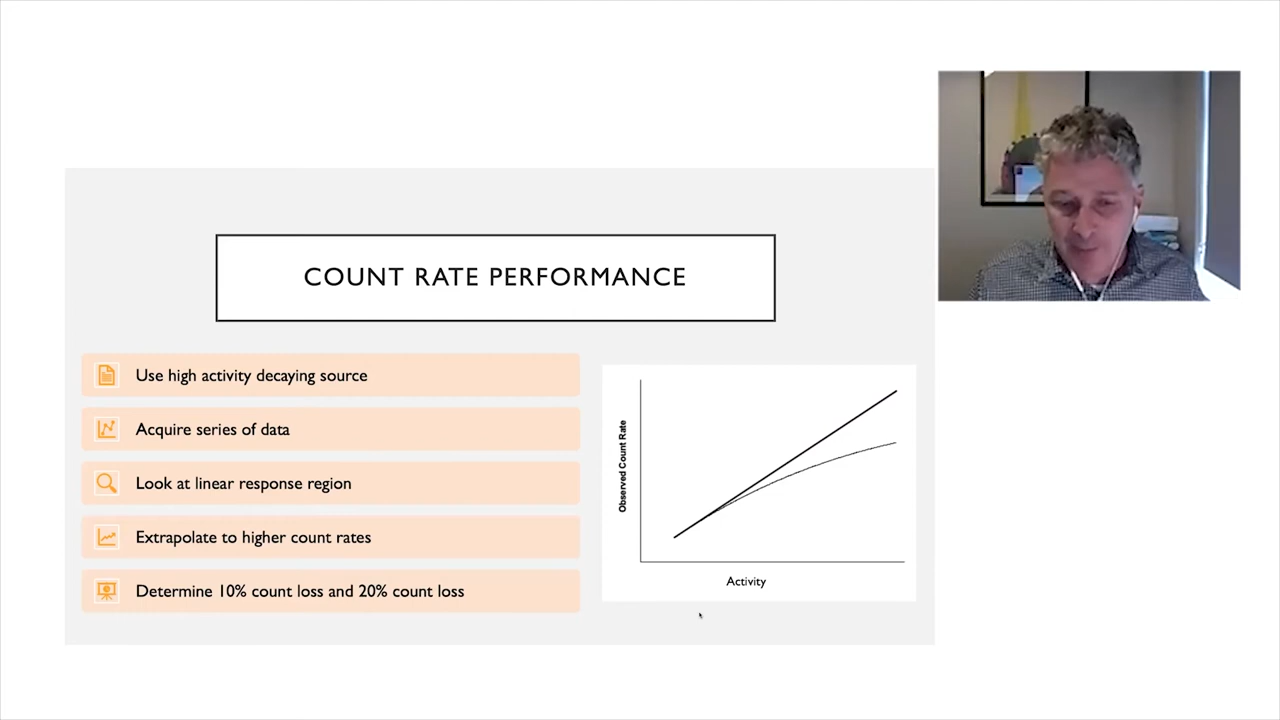 COUNT RATE PERFORMANCE
Use high activity decaying source
Acquire series of data
Look at linear response region
Extrapolate to higher count rates
Determine 10% count loss and 20% count loss
Observed Count Rate
Activity